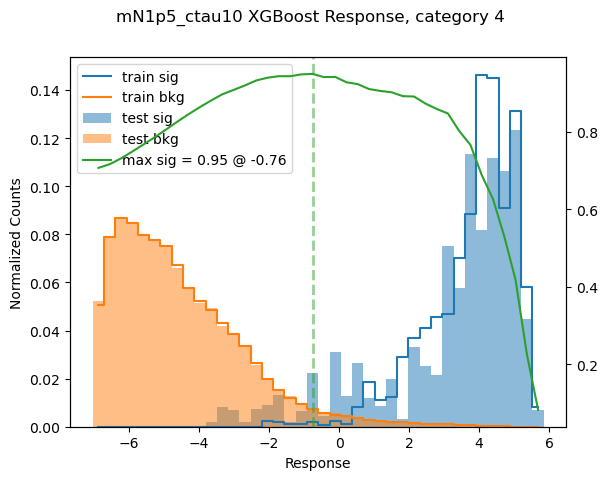 mN1p5_ctau10 XGBoost Response, category 4
train sig
train bkg
test sig
test bkg
max sig = 0.95 @ -0.76
Normalized Counts
0.14
0.12
0.10
0.08
0.06
0.04
0.02
0.00
0.8
0.6
0.4
0.2
−6 −4 −2 0 2 4 6
Response